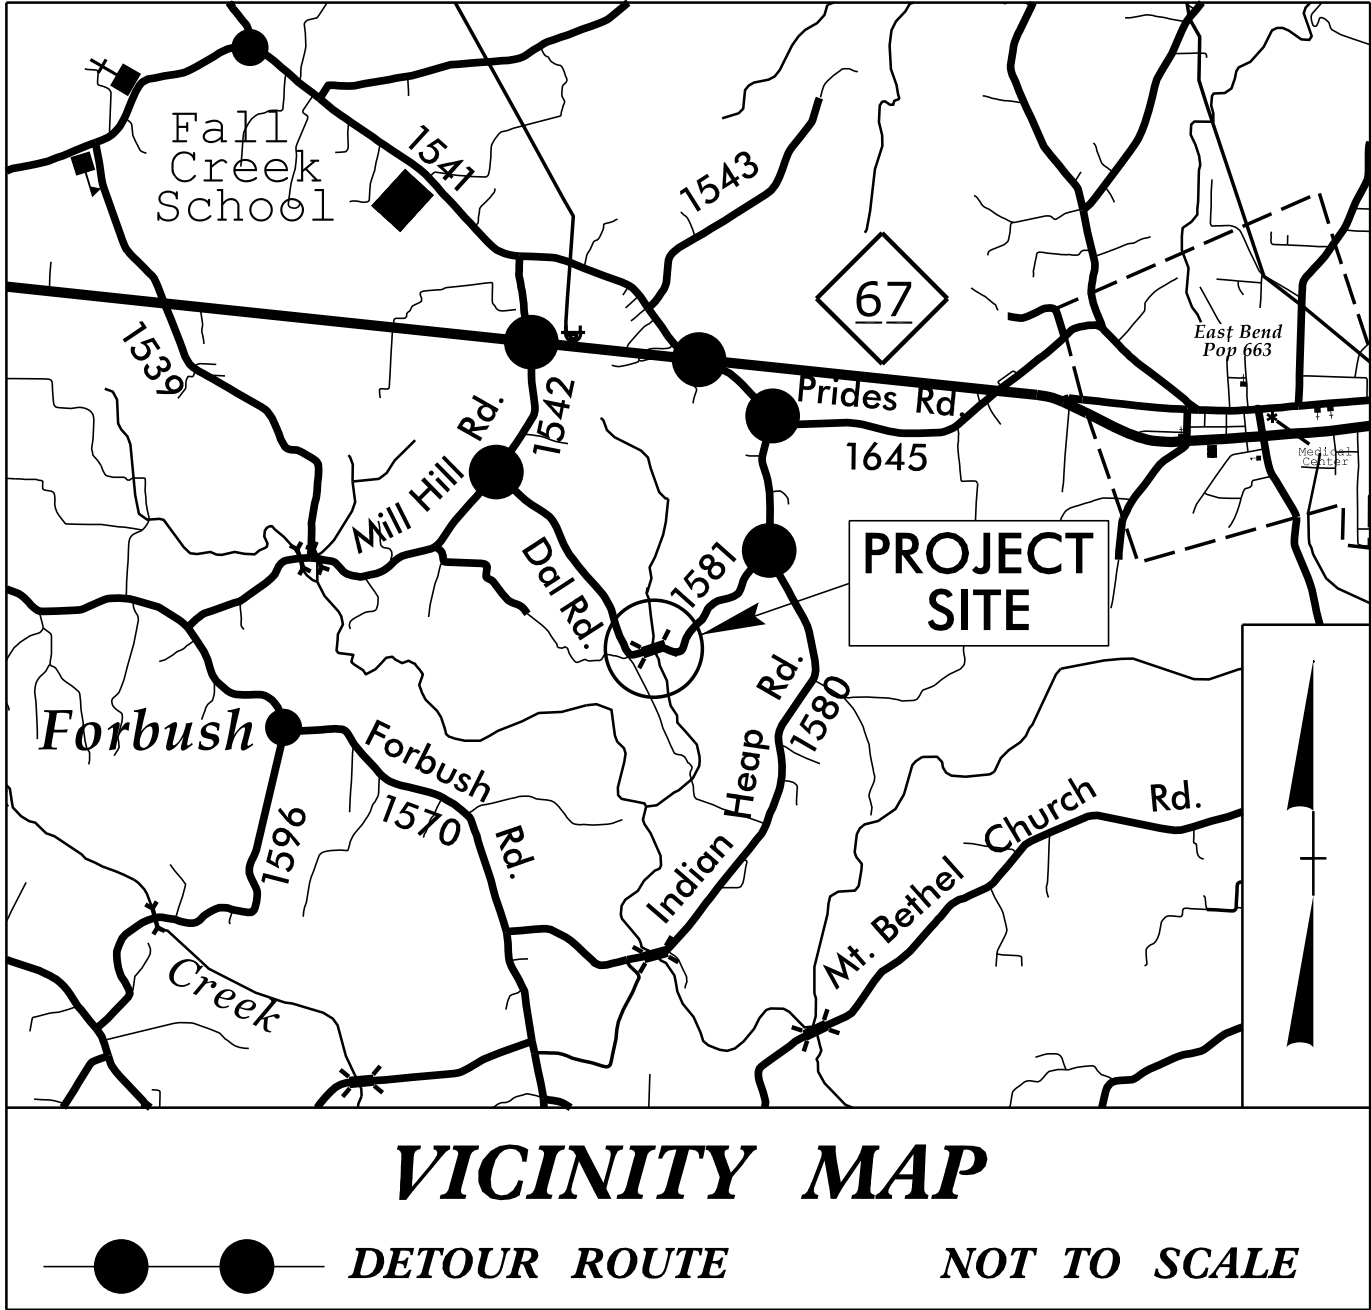 Fall
Creek
School
1541
1543
67
1539
East Bend
Pop 663
Prides Rd.
1645
1542
Mill Hill Rd.
Medical
Center
Dal Rd.
1581
PROJECT
SITE
Forbush
Forbush Rd.
1570
1596
Indian Heap Rd.
1580
Mt. Bethel Church Rd.
Creek
VICINITY MAP
DETOUR ROUTE
NOT TO SCALE